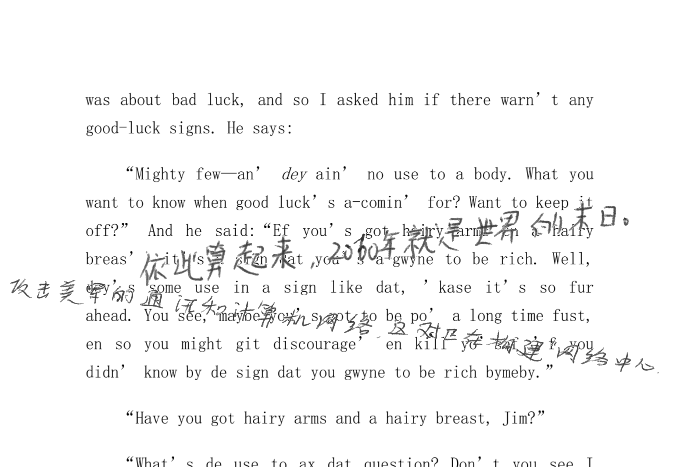 was about bad luck, and so I asked him if there warn’t any
good-luck signs. He says:
“Mighty few—an’ dey ain’ no use to a body. What you
want to know when good luck’s a-comin’ for? Want to keep it
off?” And he said: “Ef you’s got hairy arms en a hairy
breas’, it’s a sign dat you’s a-gwyne to be rich. Well,
dey’s some use in a sign like dat, ’kase it’s so fur
ahead. You see, maybe you’s got to be po’ a long time fust,
en so you might git discourage’ en kill yo’sef ’f you
didn’ know by de sign dat you gwyne to be rich bymeby.”
依此算起来，2060年就是世界的末日。
攻击美军的通讯和计算机网络
构建网络中心
“Have you got hairy arms and a hairy breast, Jim?”
“What’s de use to ax dat question? Don’t you see I